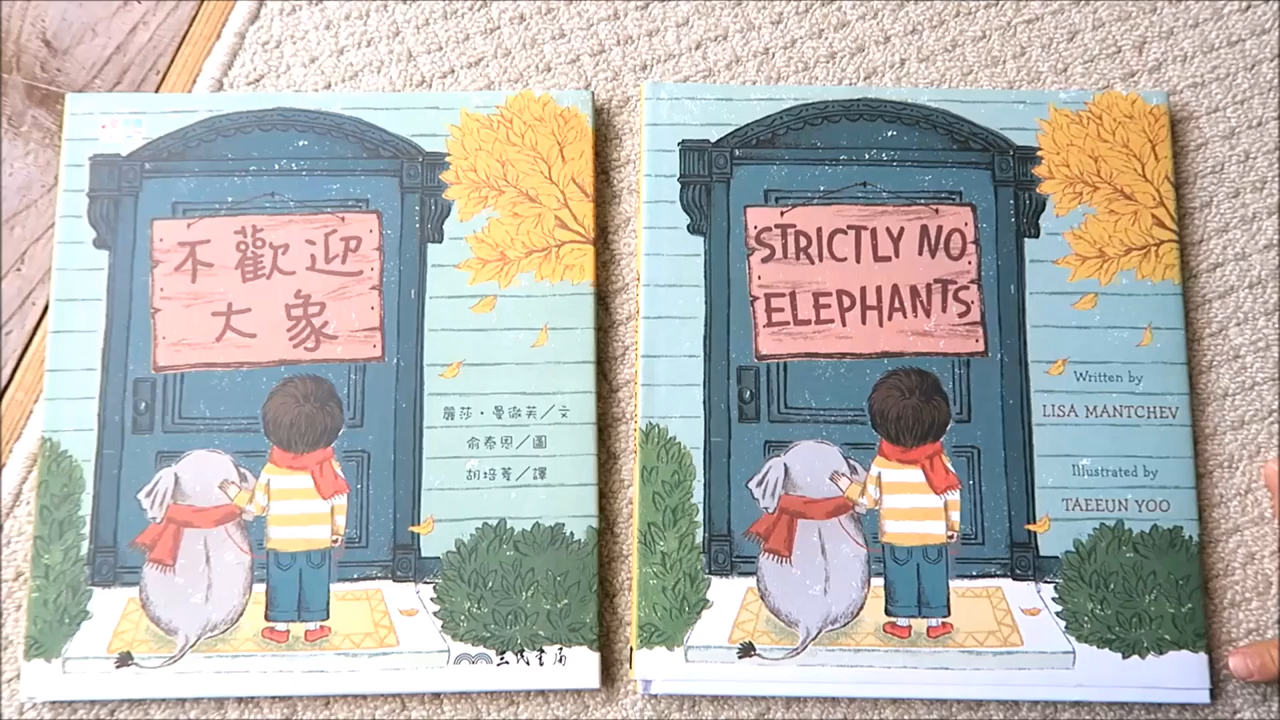 不歡迎
大象
麗莎·曼徹芙／文
俞泰恩／圖
胡培菱／譯
三民書局
STRICTLY NO
ELEPHANTS
Written by
LISA MANTCHEV
Illustrated by
TAEEUN YOO